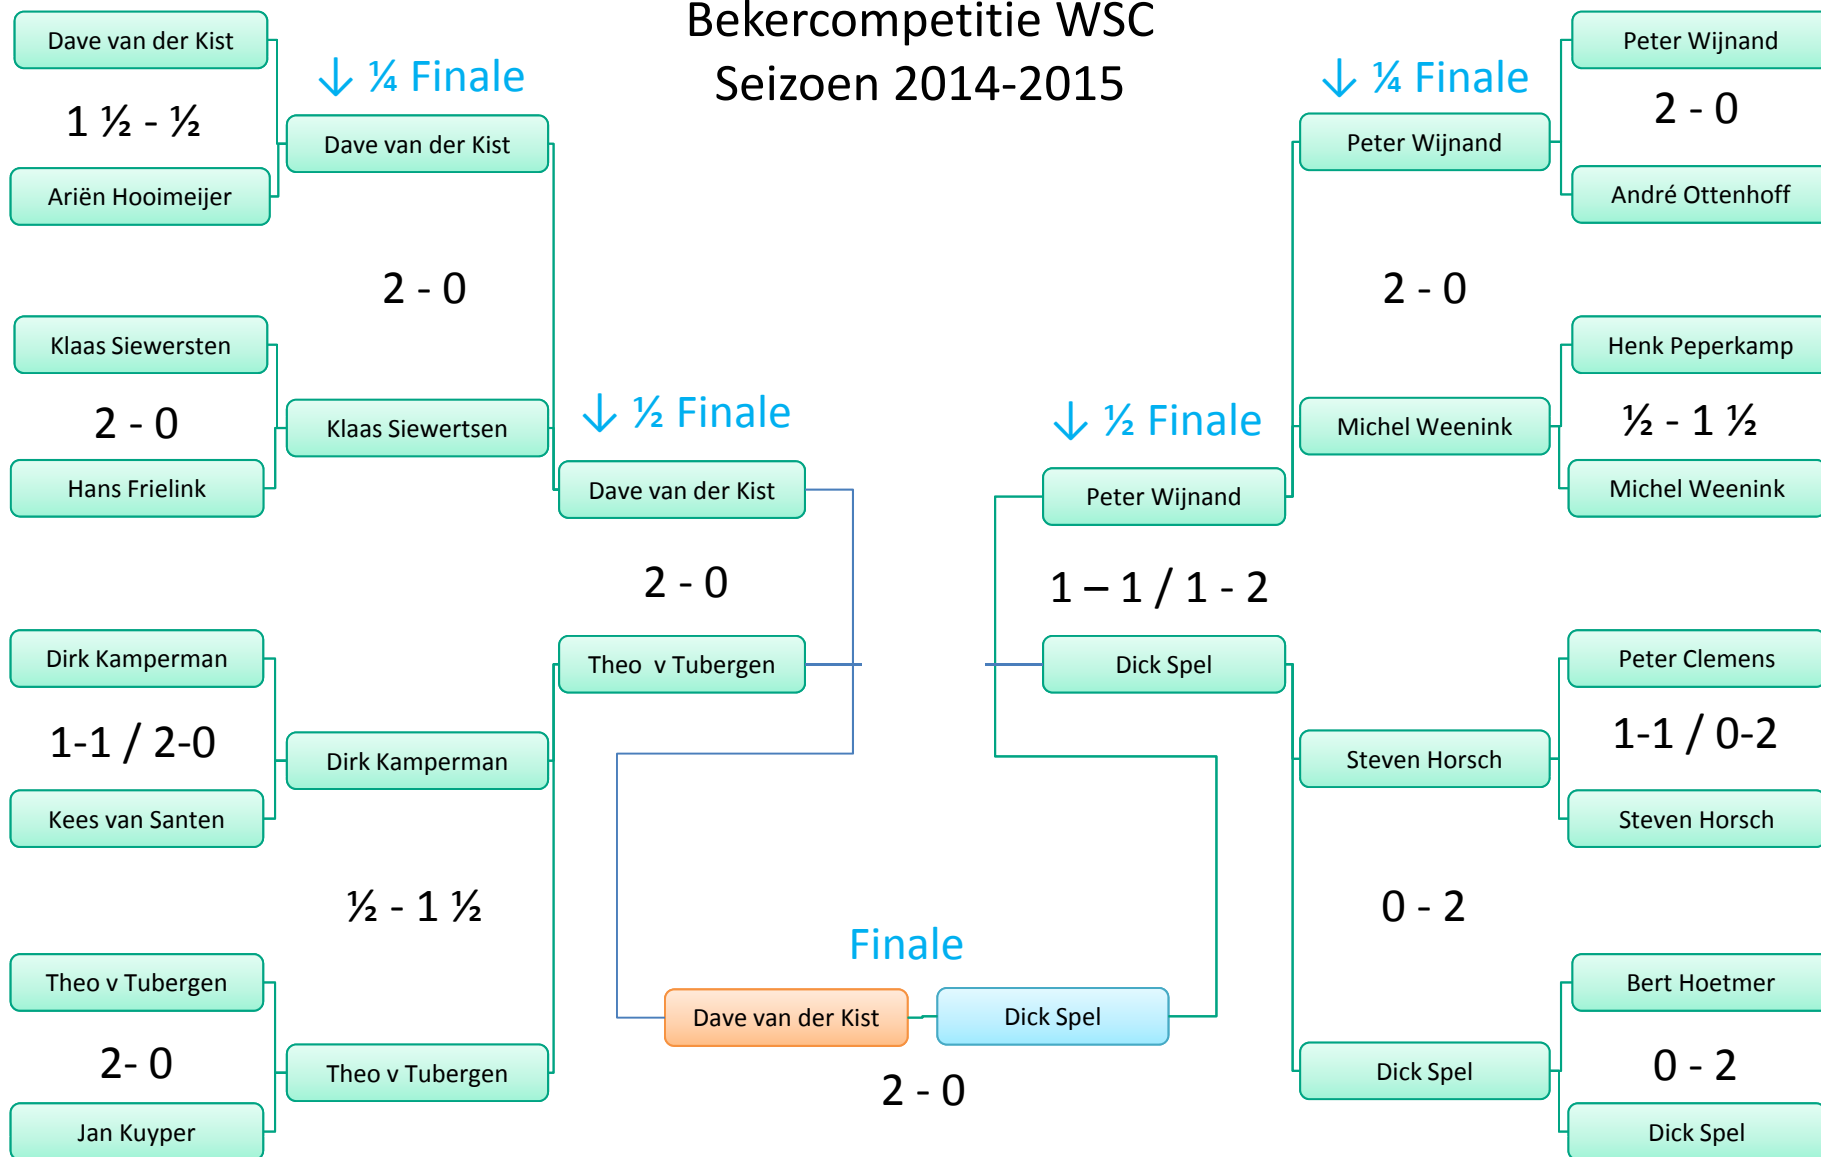 Bekercompetitie WSC
Seizoen 2014-2015
Dave van der Kist
1 ½ - ½
Ariën Hooimeijer
Klaas Siewersten
2 - 0
Hans Frielink
Dirk Kamperman
1-1 / 2-0
Kees van Santen
Theo v Tubergen
2- 0
Jan Kuyper
↓ ¼ Finale
Dave van der Kist
2 - 0
Klaas Siewertsen
Dirk Kamperman
½ - 1 ½
Theo v Tubergen
↓ ½ Finale
Dave van der Kist
2 - 0
Theo  v Tubergen
Finale
Dave van der Kist
Dick Spel
2 - 0
↓ ½ Finale
Peter Wijnand
1 – 1 / 1 - 2
Dick Spel
↓ ¼ Finale
Peter Wijnand
2 - 0
Michel Weenink
Steven Horsch
0 - 2
Dick Spel
Peter Wijnand
2 - 0
André Ottenhoff
Henk Peperkamp
½ - 1 ½
Michel Weenink
Peter Clemens
1-1 / 0-2
Steven Horsch
Bert Hoetmer
0 - 2
Dick Spel